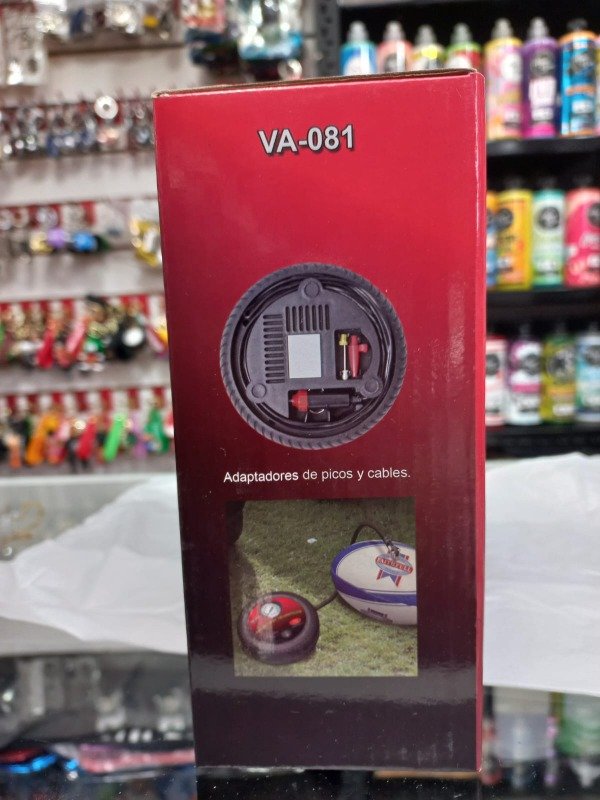 VA-081
Adaptadores de picos y cables.